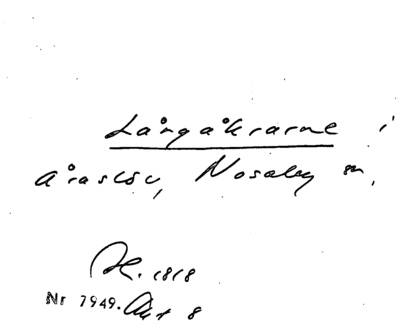 Långåkrarne i
Åraslöv, Nosaby sn,
H. 1818
Nr 7949. Akt 8